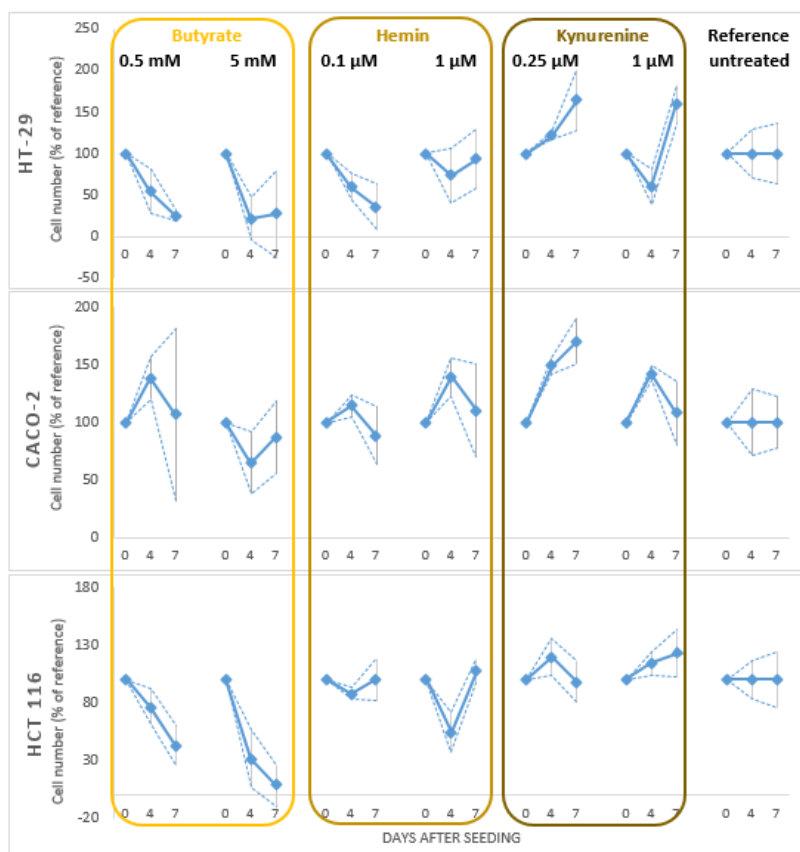 Butyrate Hemin Kynurenine Reference
0.5 mM 5 mM 0.1 µM 1 µM 0.25 µM 1 µM untreated
HT-29
Cell number (% of reference)
250
200
150
100
50
0
-50
0 4 7 0 4 7 0 4 7 0 4 7 0 4 7 0 4 7 0 4 7
CACO-2
Cell number (% of reference)
200
150
100
50
0
0 4 7 0 4 7 0 4 7 0 4 7 0 4 7 0 4 7 0 4 7
HCT 116
Cell number (% of reference)
180
130
80
30
-20
0 4 7 0 4 7 0 4 7 0 4 7 0 4 7 0 4 7 0 4 7
DAYS AFTER SEEDING